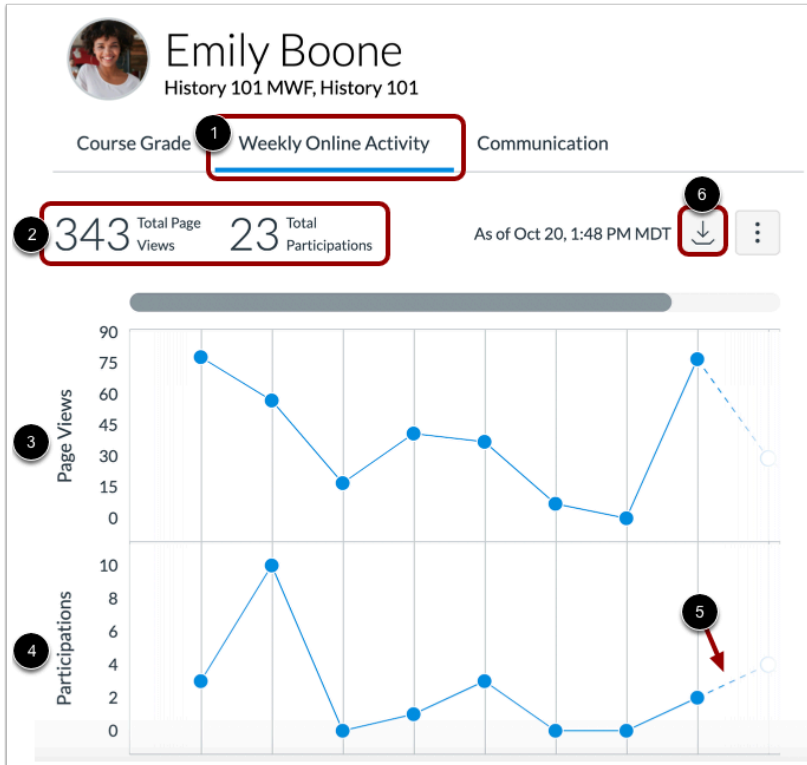 Emily Boone
History 101 MWF, History 101
1
Course Grade
Weekly Online Activity
Communication
6
2
343 Total Page Views
23 Total Participations
As of Oct 20, 1:48 PM MDT
90
75
60
45
30
15
0
3
Page Views
10
8
6
4
2
0
4
Participations
5